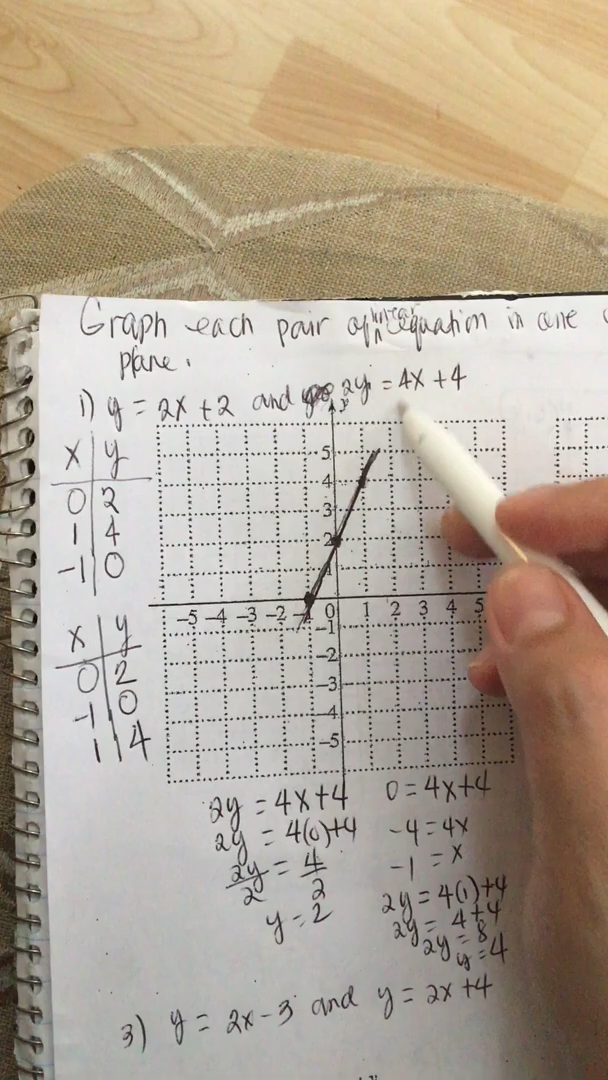 Graph each pair of linear equation in one
plane.
1) y = 2x + 2 and 2y = 4x + 4
x | y
0 | 2
1 | 4
-1 | 0
x | y
0 | 2
-1 | 0
1 | 4
y
5
4
3
2
1
-5 -4 -3 -2 -1 0 1 2 3 4 5
-1
-2
-3
-4
-5
2y = 4x+4
2y = 4(0)+4
2y/2 = 4/2
y = 2
0 = 4x+4
-4 = 4x
-1 = x
2y = 4(1)+4
2y = 4+4
2y = 8
y = 4
3) y = 2x - 3 and y = 2x + 4